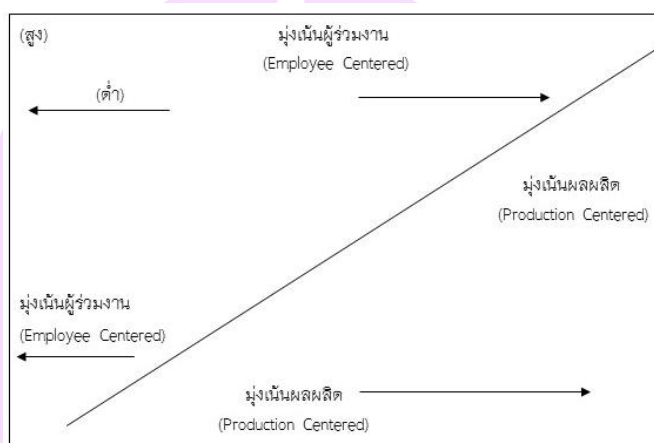 (สูง)
มุ่งเน้นผู้ร่วมงาน
(Employee Centered)
(ต่ำ)
มุ่งเน้นผลผลิต
(Production Centered)
มุ่งเน้นผู้ร่วมงาน
(Employee Centered)
มุ่งเน้นผลผลิต
(Production Centered)